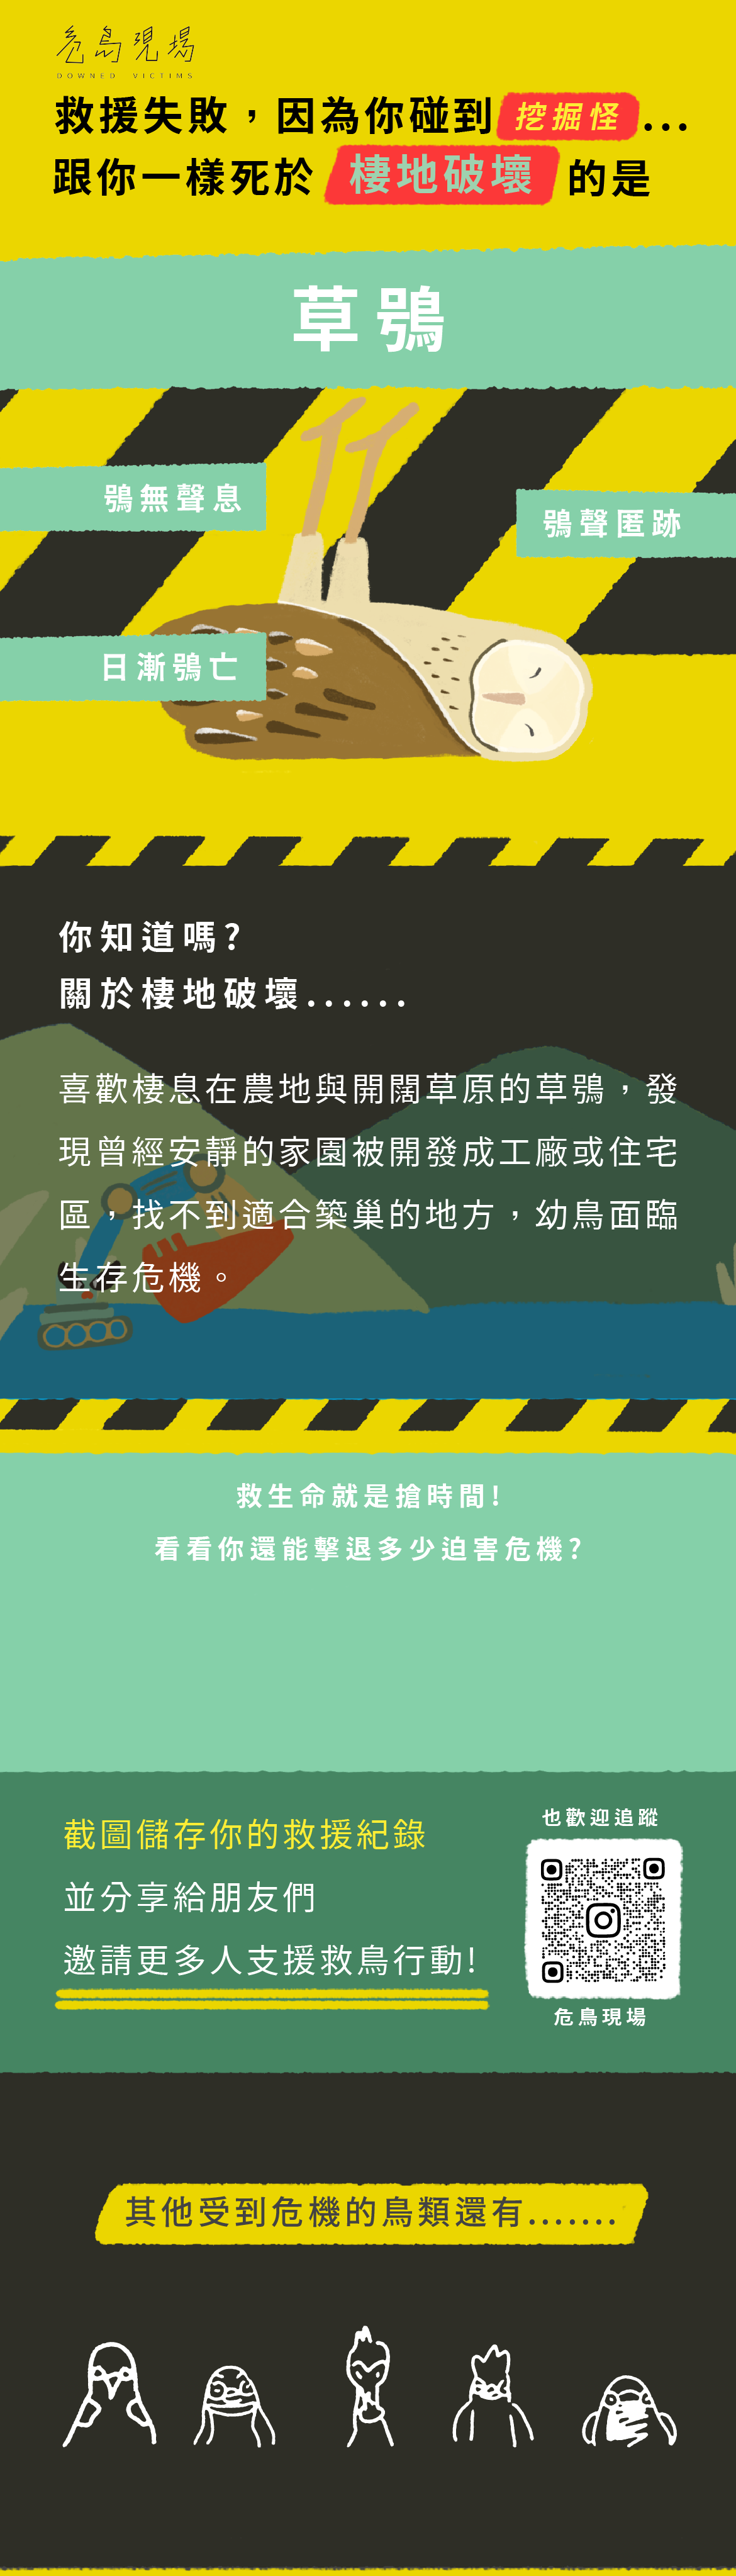 危鳥現場
DOWNED VICTIMS
救援失敗，因為你碰到 挖掘怪...
跟你一樣死於 棲地破壞 的是
草鴞
鴞無聲息
鴞聲匿跡
日漸鴞亡
你知道嗎?
關於棲地破壞......
喜歡棲息在農地與開闊草原的草鴞，發
現曾經安靜的家園被開發成工廠或住宅
區，找不到適合築巢的地方，幼鳥面臨
生存危機。
救生命就是搶時間!
看看你還能擊退多少迫害危機?
截圖儲存你的救援紀錄
並分享給朋友們
邀請更多人支援救鳥行動!
也歡迎追蹤
危鳥現場
其他受到危機的鳥類還有.......